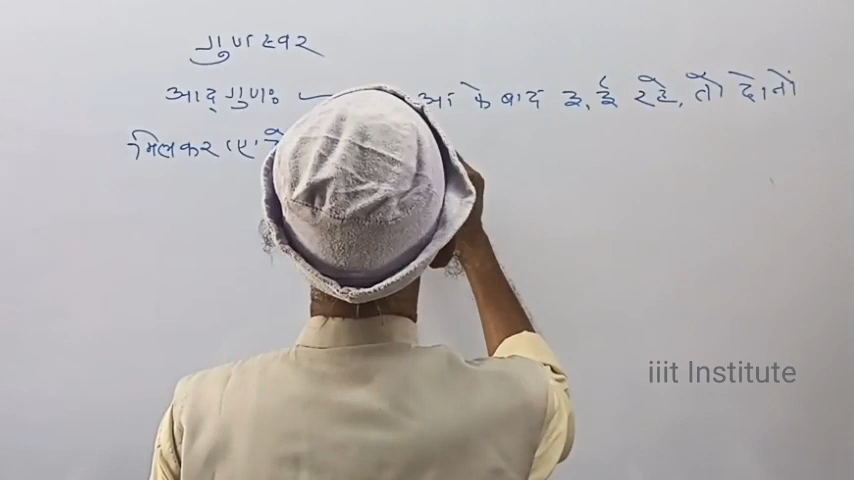 गुण स्वर
आद् गुणः — आ के बाद इ, ई रहे, तो दोनों
मिलकर 'ए'
iiit Institute